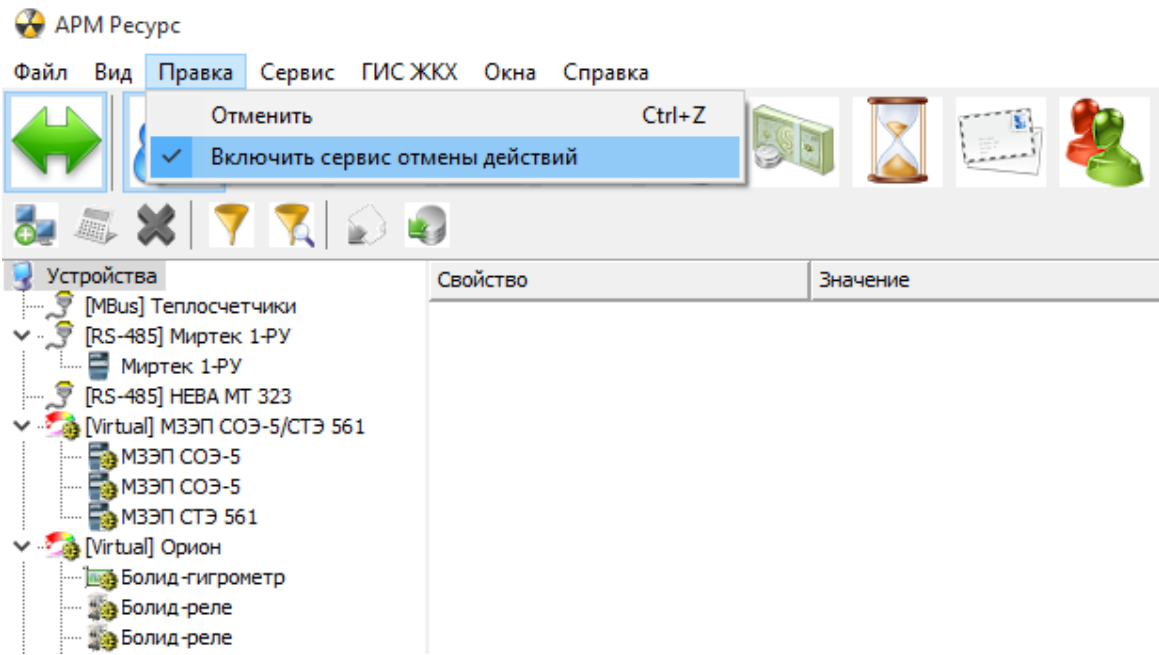 АРМ Ресурс
Файл Вид Правка Сервис ГИС ЖКХ Окна Справка
Отменить Ctrl+Z
Включить сервис отмены действий
Устройства
Свойство Значение
[MBus] Теплосчетчики
[RS-485] Миртек 1-РУ
Миртек 1-РУ
[RS-485] НЕВА МТ 323
[Virtual] МЗЭП СОЭ-5/СТЭ 561
МЗЭП СОЭ-5
МЗЭП СОЭ-5
МЗЭП СТЭ 561
[Virtual] Орион
Болид-гигрометр
Болид-реле
Болид-реле